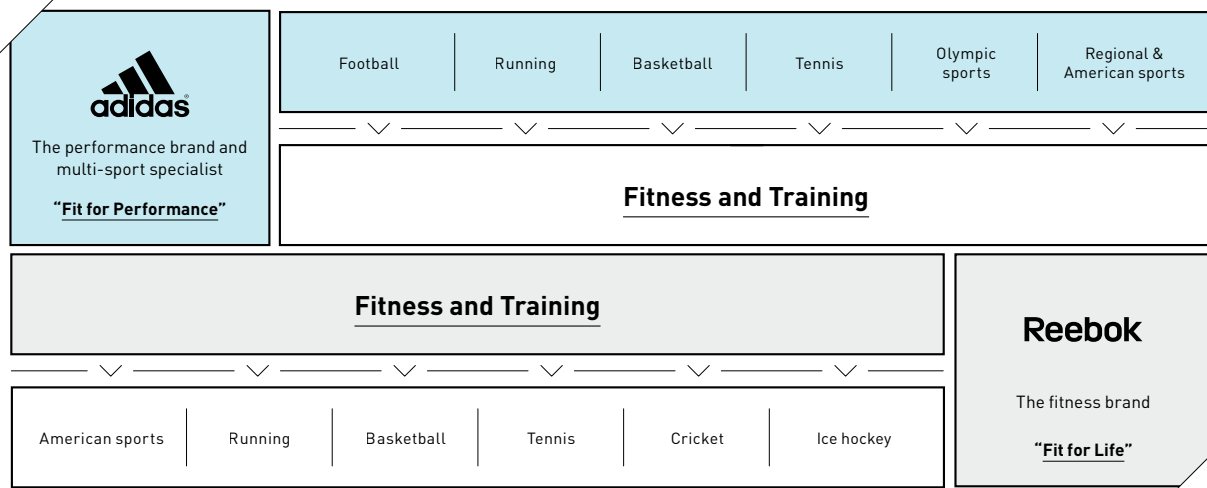 adidas®
The performance brand and
multi-sport specialist
“Fit for Performance”
Football
Running
Basketball
Tennis
Olympic
sports
Regional &
American sports
Fitness and Training
Fitness and Training
American sports
Running
Basketball
Tennis
Cricket
Ice hockey
Reebok
The fitness brand
“Fit for Life”